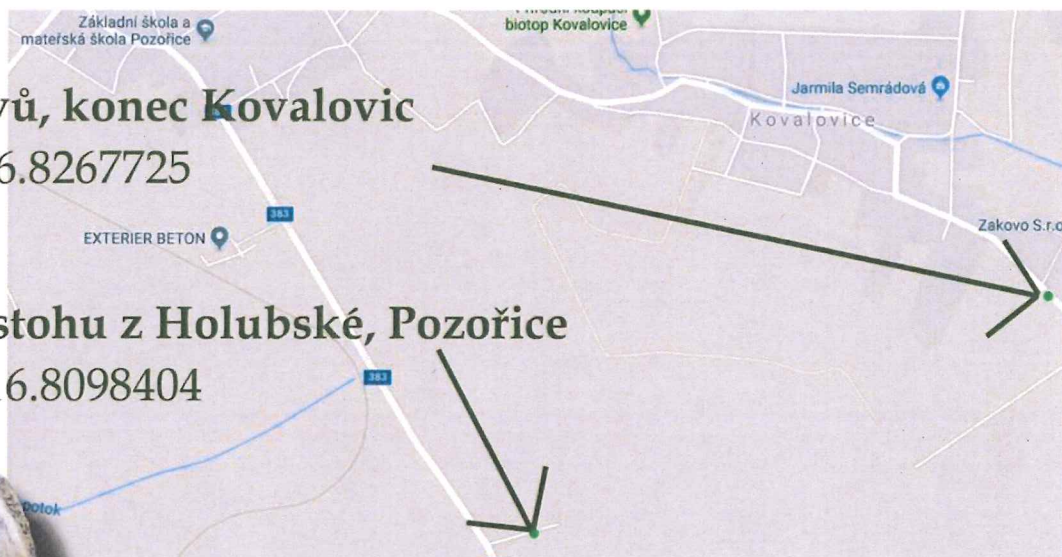 Základní škola a
mateřská škola Pozořice
biotop Kovalovice
vů, konec Kovalovic
6.8267725
Jarmila Semrádová
Kovalovice
383
EXTERIER BETON
Zakovo S.r.o
stohu z Holubské, Pozořice
16.8098404
383
potok